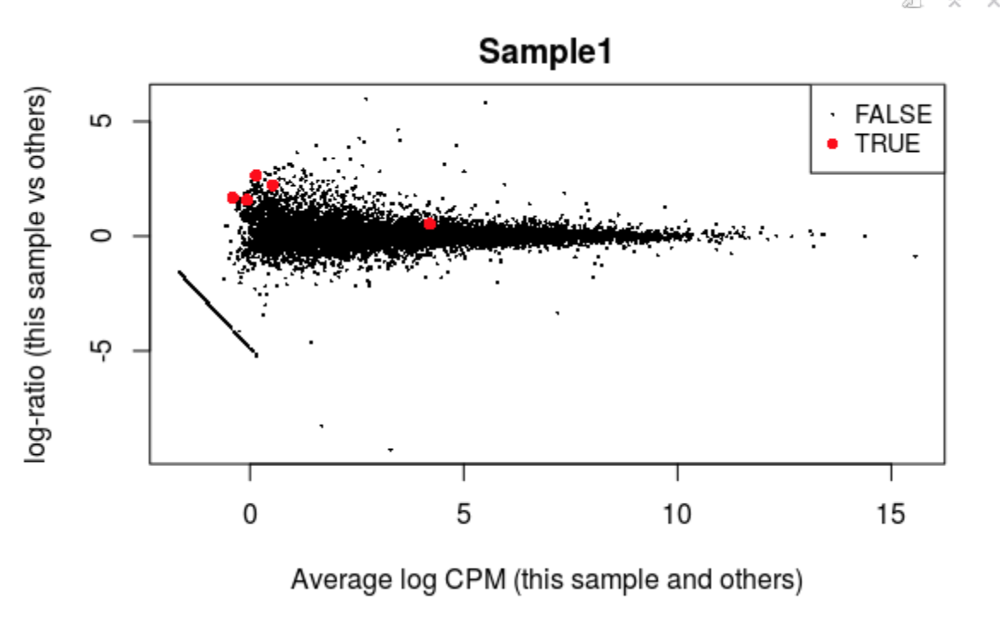 Sample1
log-ratio (this sample vs others)
5
0
-5
FALSE
TRUE
0
5
10
15
Average log CPM (this sample and others)